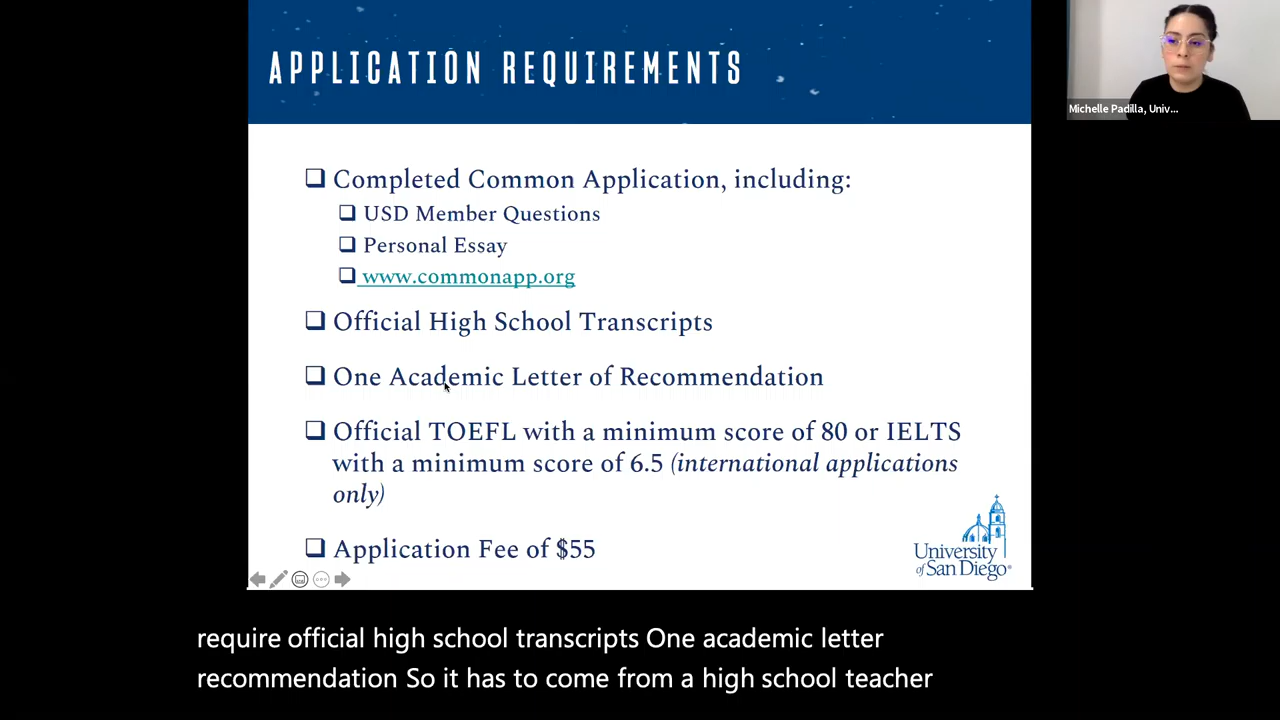 APPLICATION REQUIREMENTS
Michelle Padilla, Univ...
Completed Common Application, including:
USD Member Questions
Personal Essay
www.commonapp.org
Official High School Transcripts
One Academic Letter of Recommendation
Official TOEFL with a minimum score of 80 or IELTS
with a minimum score of 6.5 (international applications
only)
Application Fee of $55
University
of San Diego®
require official high school transcripts One academic letter
recommendation So it has to come from a high school teacher